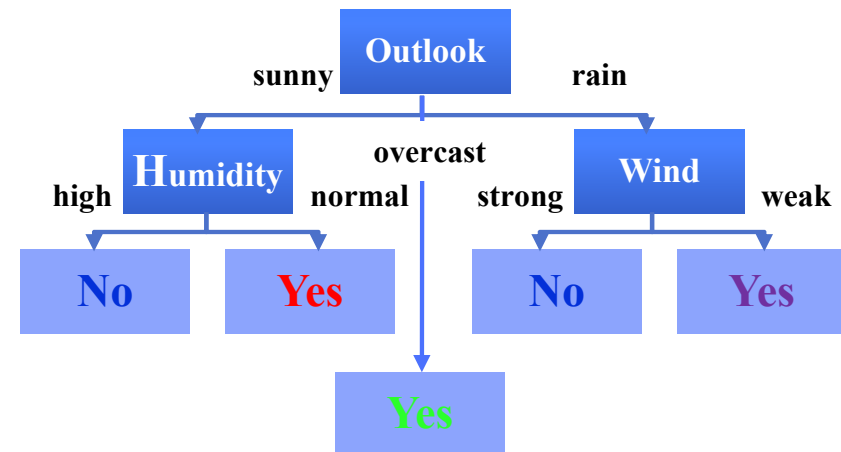 Outlook
sunny
rain
Humidity
overcast
Wind
high
normal
strong
weak
No
Yes
No
Yes
Yes